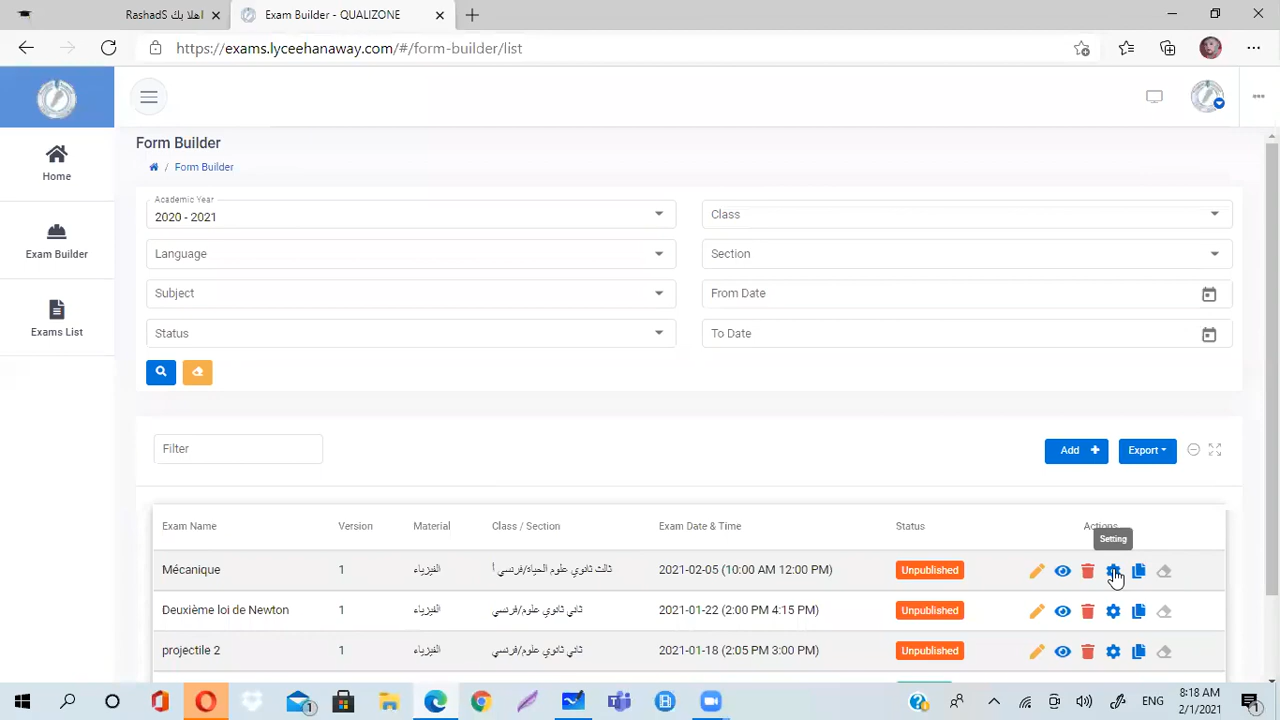 RashadS اهلا بك
Exam Builder - QUALIZONE
https://exams.lyceehanaway.com/#/form-builder/list
Form Builder
/ Form Builder
Home
Exam Builder
Exams List
Academic Year
2020 - 2021
Class
Language
Section
Subject
From Date
Status
To Date
Filter
Add +
Export
Exam Name Version Material Class / Section Exam Date & Time Status Actions
Setting
Mécanique 1 الفيزياء ثالث ثانوي علوم الحياة/فرنسي أ 2021-02-05 (10:00 AM 12:00 PM) Unpublished
Deuxième loi de Newton 1 الفيزياء ثاني ثانوي علوم/فرنسي 2021-01-22 (2:00 PM 4:15 PM) Unpublished
projectile 2 1 الفيزياء ثاني ثانوي علوم/فرنسي 2021-01-18 (2:05 PM 3:00 PM) Unpublished
ENG
8:18 AM
2/1/2021
1
1